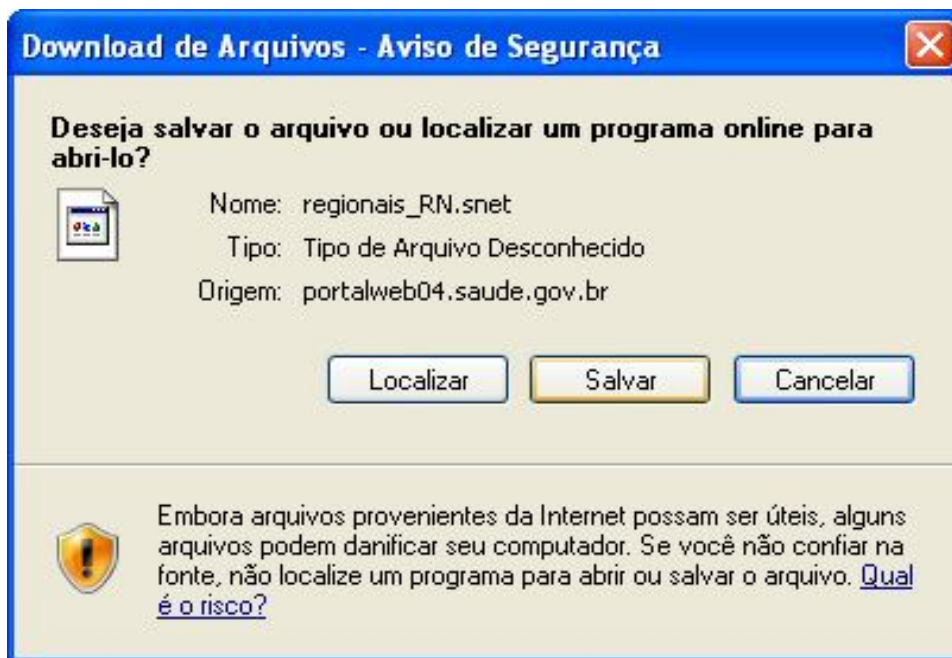 Download de Arquivos - Aviso de Segurança
Deseja salvar o arquivo ou localizar um programa online para
abri-lo?
Nome: regionais_RN.snet
Tipo: Tipo de Arquivo Desconhecido
Origem: portalweb04.saude.gov.br
Localizar Salvar Cancelar
Embora arquivos provenientes da Internet possam ser úteis, alguns
arquivos podem danificar seu computador. Se você não confiar na
fonte, não localize um programa para abrir ou salvar o arquivo. Qual
é o risco?